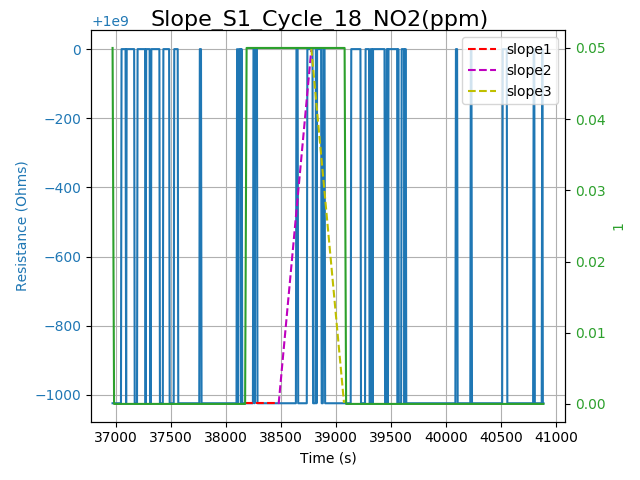 Slope_S1_Cycle_18_NO2(ppm)
+1e9
0
−200
−400
−600
−800
−1000
Resistance (Ohms)
slope1
slope2
slope3
0.05
0.04
0.03
0.02
0.01
0.00
1
37000 37500 38000 38500 39000 39500 40000 40500 41000
Time (s)